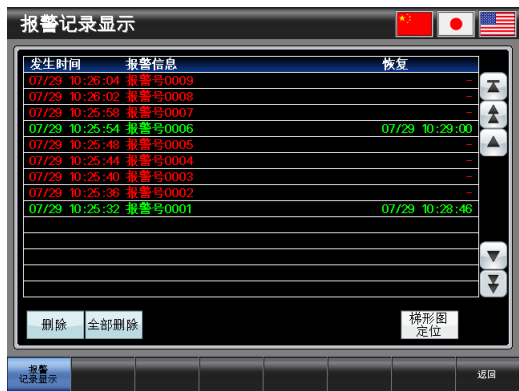 报警记录显示
发生时间 报警信息 恢复
07/29 10:26:04 报警号0009 -
07/29 10:26:02 报警号0008 -
07/29 10:25:58 报警号0007 -
07/29 10:25:54 报警号0006 07/29 10:29:00
07/29 10:25:48 报警号0005 -
07/29 10:25:44 报警号0004 -
07/29 10:25:40 报警号0003 -
07/29 10:25:36 报警号0002 -
07/29 10:25:32 报警号0001 07/29 10:28:46
删除 全部删除
梯形图
定位
报警
记录显示
返回